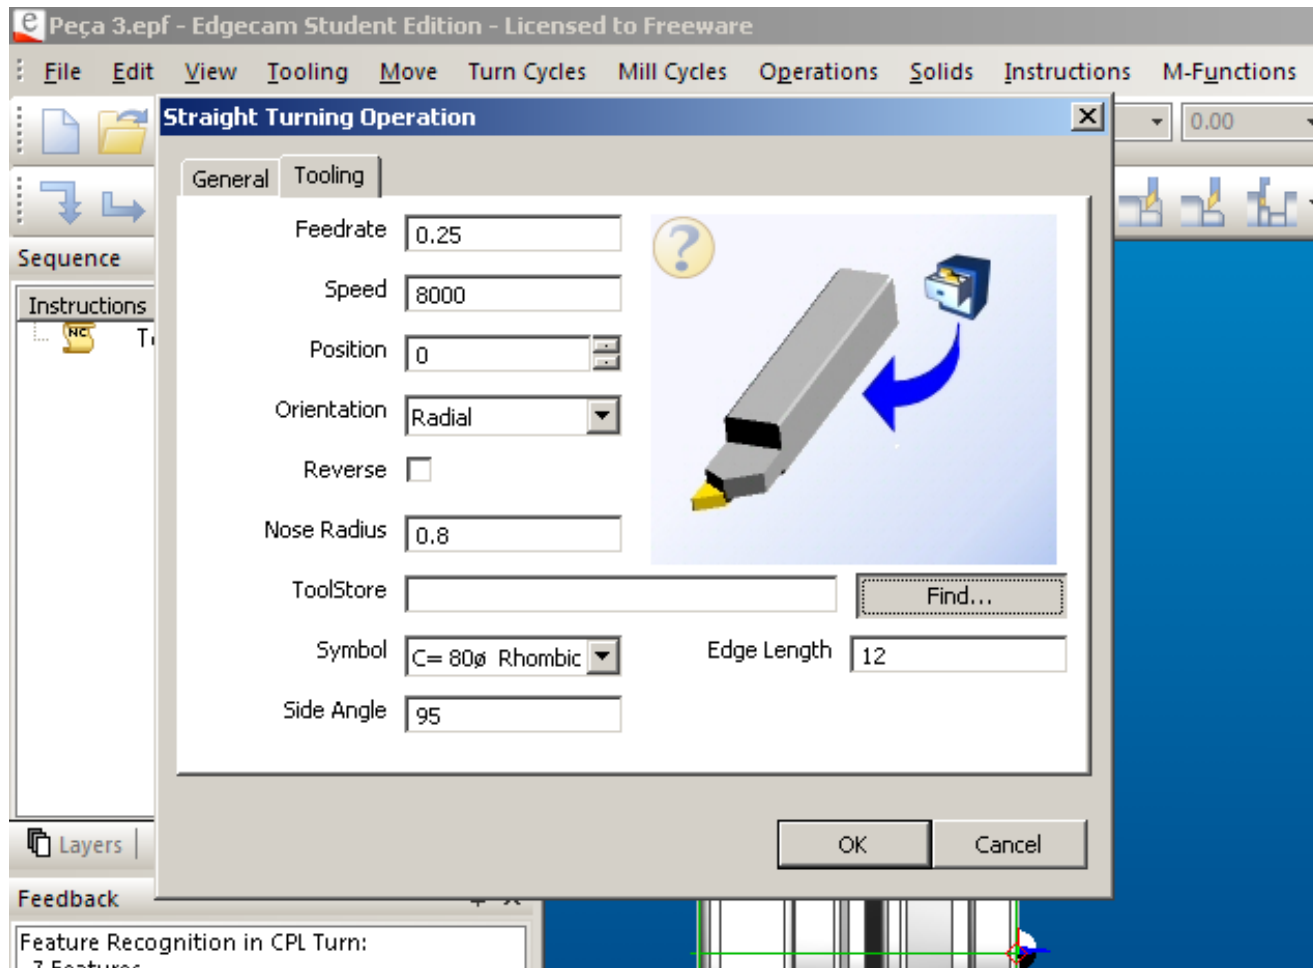 Peça 3.epf - Edgecam Student Edition - Licensed to Freeware
File Edit View Tooling Move Turn Cycles Mill Cycles Operations Solids Instructions M-Functions
Straight Turning Operation
0.00
General Tooling
Feedrate 0.25
Speed 8000
Position 0
Orientation Radial
Reverse
Nose Radius 0.8
ToolStore Find...
Symbol C= 80ø Rhombic Edge Length 12
Side Angle 95
OK Cancel
Sequence
Instructions
NC
Layers
Feedback
Feature Recognition in CPL Turn:
7 Features